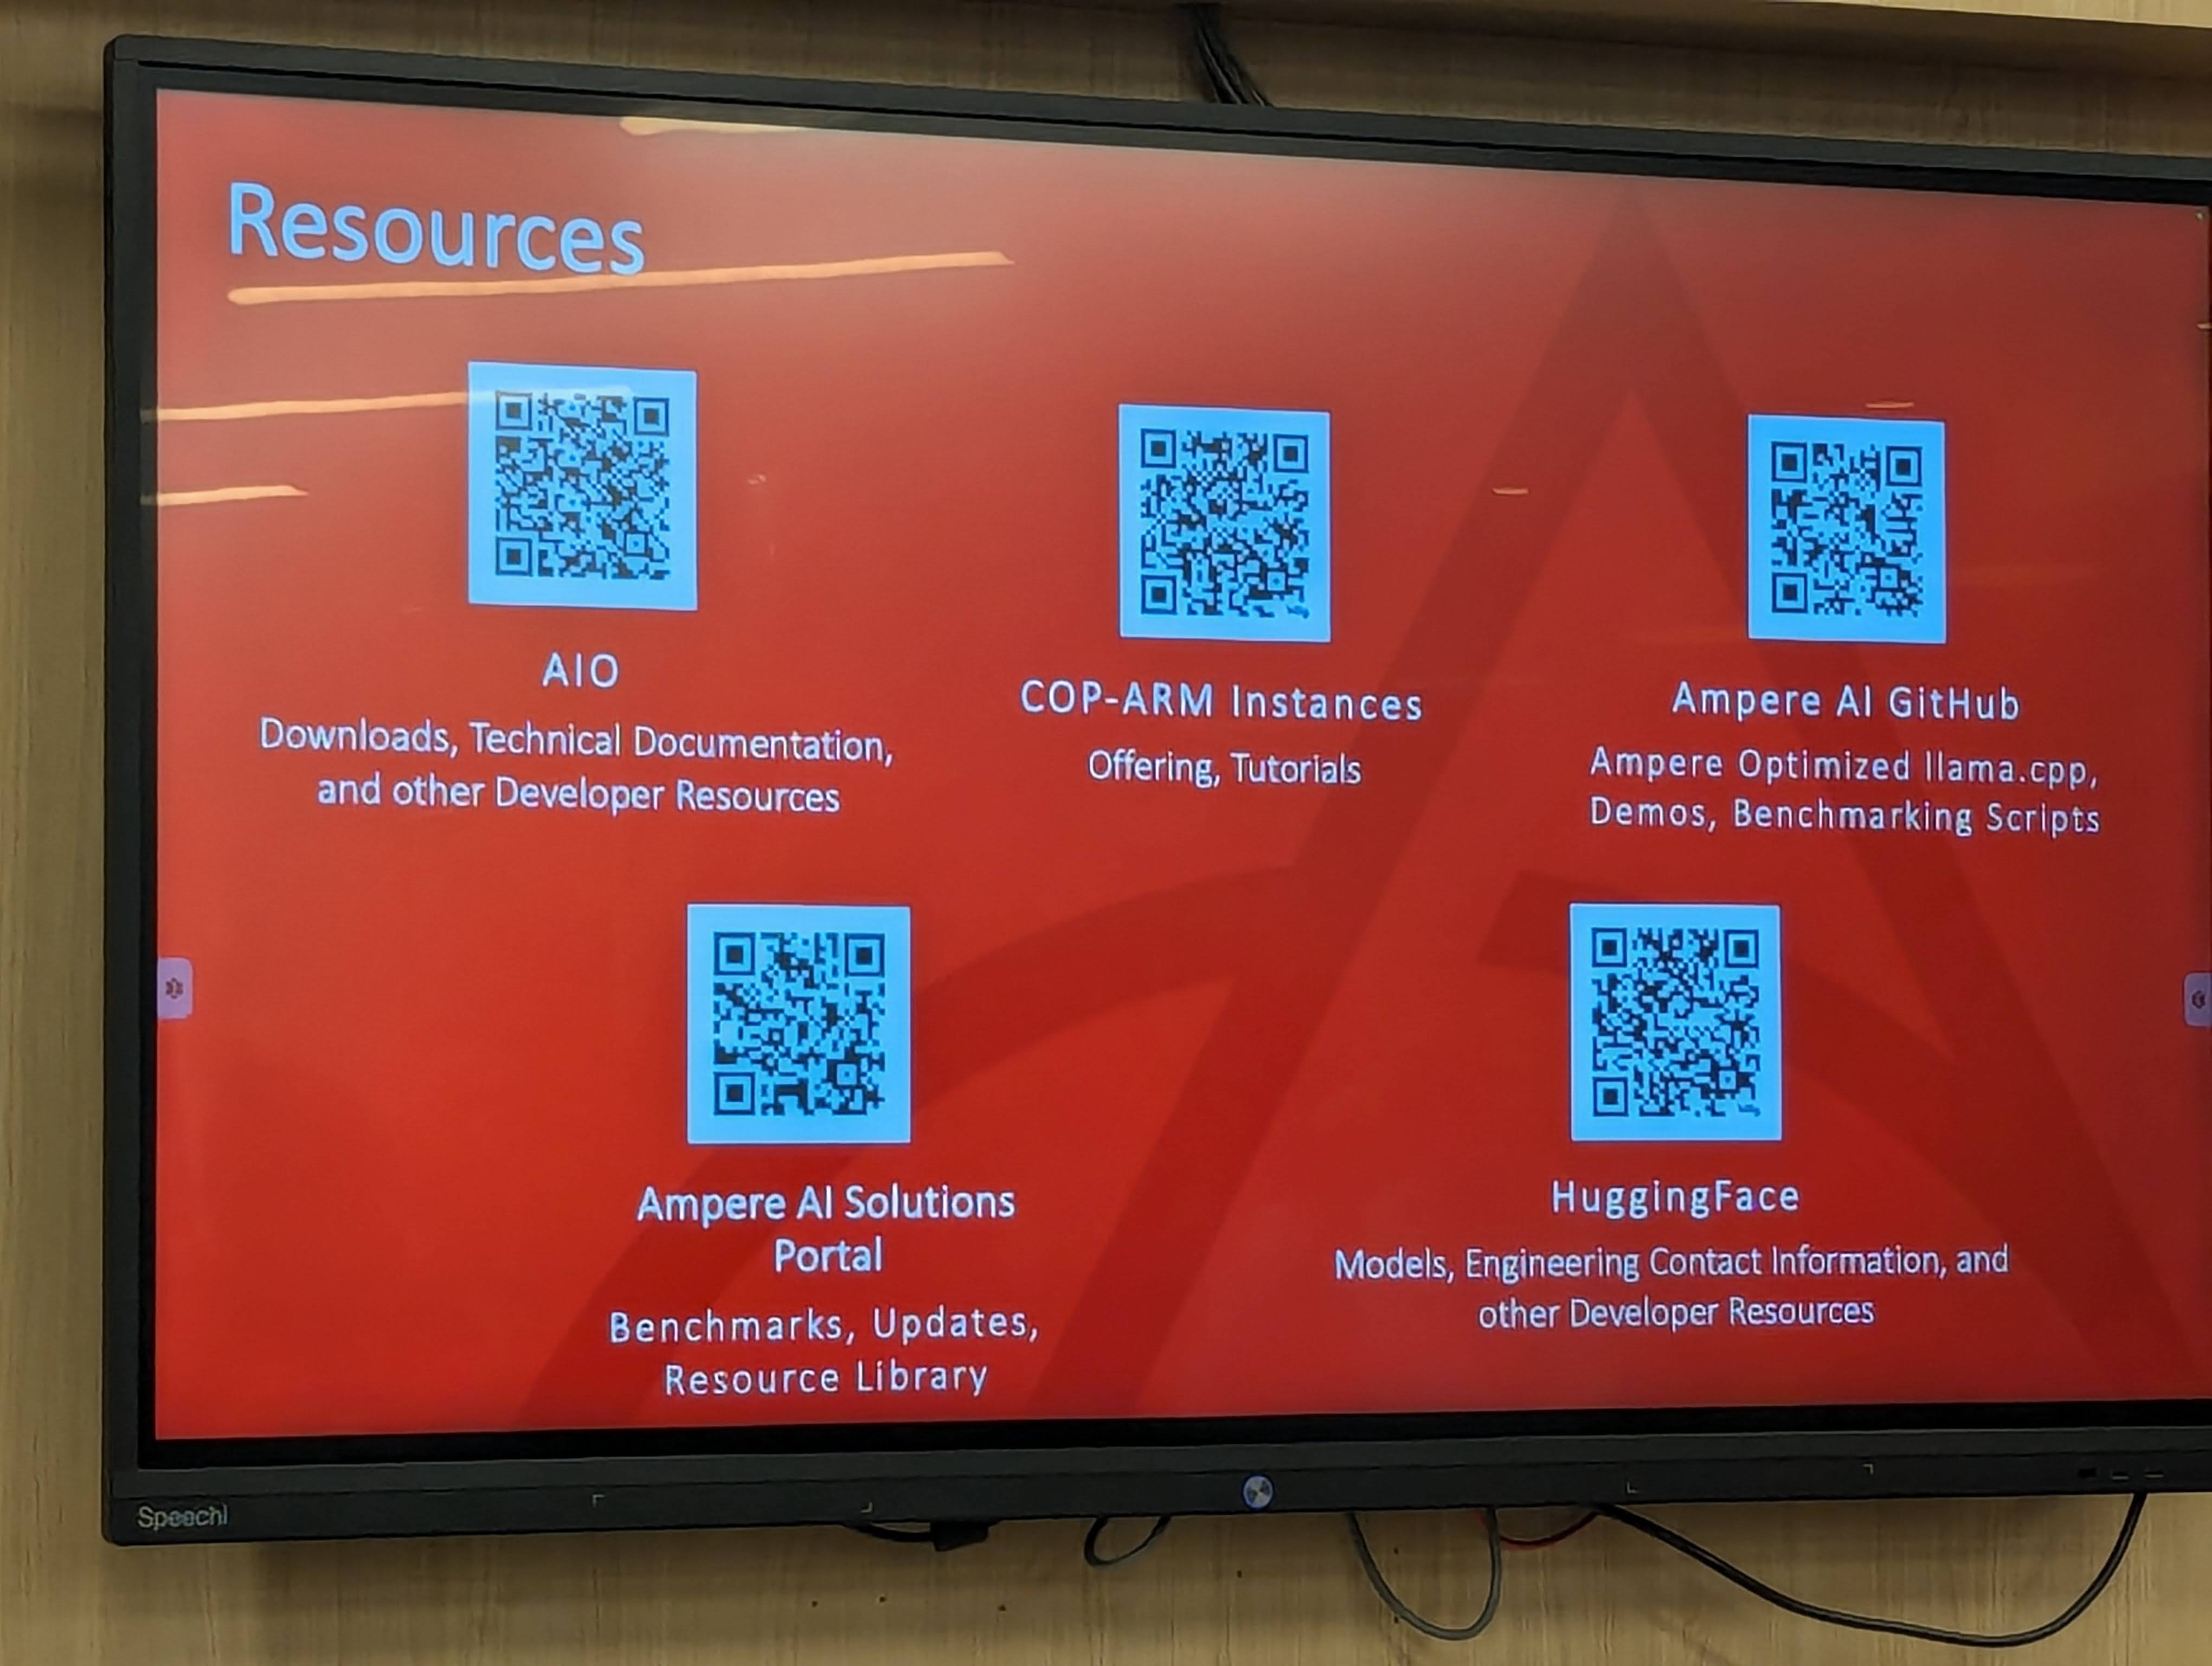 Resources
AIO
Downloads, Technical Documentation,
and other Developer Resources
COP-ARM Instances
Offering, Tutorials
Ampere AI GitHub
Ampere Optimized llama.cpp,
Demos, Benchmarking Scripts
Ampere AI Solutions
Portal
Benchmarks, Updates,
Resource Library
HuggingFace
Models, Engineering Contact Information, and
other Developer Resources
Speechi